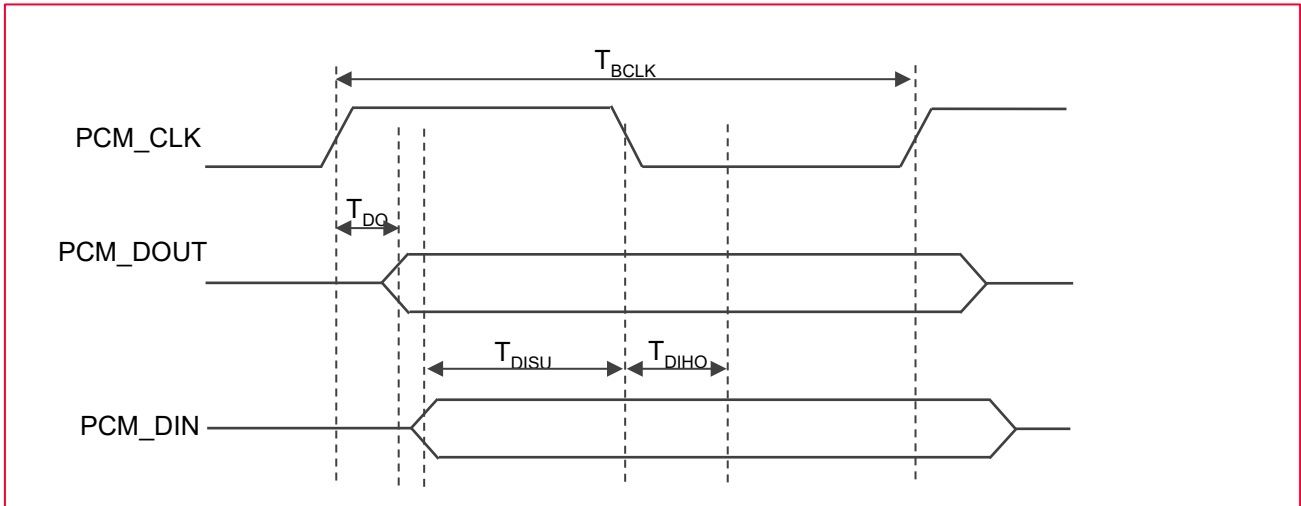 T_BCLK
PCM_CLK
T_DO
PCM_DOUT
T_DISU
T_DIHO
PCM_DIN